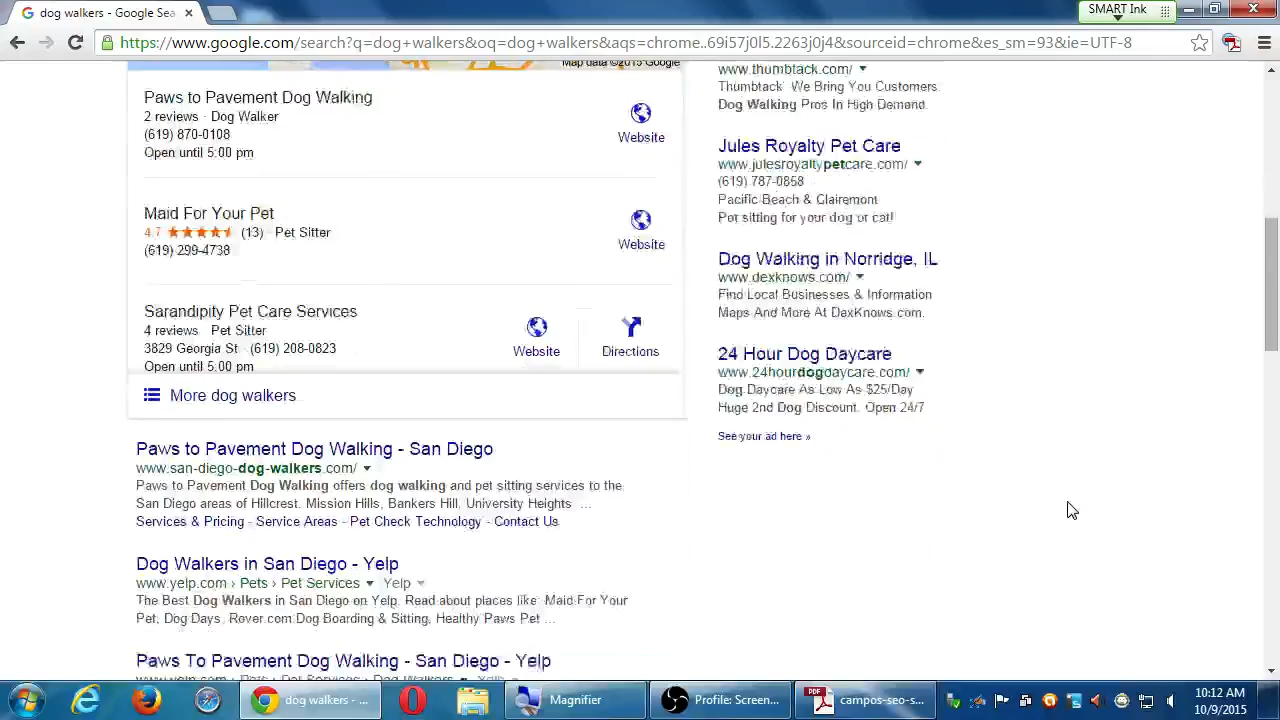 dog walkers - Google Sea
SMART Ink
https://www.google.com/search?q=dog+walkers&oq=dog+walkers&aqs=chrome..69i57j0l5.2263j0j4&sourceid=chrome&es_sm=93&ie=UTF-8
Map data ©2015 Google
Paws to Pavement Dog Walking
2 reviews · Dog Walker
(619) 870-0108
Open until 5:00 pm
Website
Maid For Your Pet
4.7 (13) · Pet Sitter
(619) 299-4738
Website
Sarandipity Pet Care Services
4 reviews · Pet Sitter
3829 Georgia St · (619) 208-0823
Open until 5:00 pm
Website
Directions
More dog walkers
Paws to Pavement Dog Walking - San Diego
www.san-diego-dog-walkers.com/
Paws to Pavement Dog Walking offers dog walking and pet sitting services to the
San Diego areas of Hillcrest, Mission Hills, Bankers Hill, University Heights ...
Services & Pricing - Service Areas - Pet Check Technology - Contact Us
Dog Walkers in San Diego - Yelp
www.yelp.com › Pets › Pet Services Yelp
The Best Dog Walkers in San Diego on Yelp. Read about places like: Maid For Your
Pet, Dog Days, Rover.com Dog Boarding & Sitting, Healthy Paws Pet ...
Paws To Pavement Dog Walking - San Diego - Yelp
www.thumbtack.com/
Thumbtack: We Bring You Customers.
Dog Walking Pros In High Demand.
Jules Royalty Pet Care
www.julesroyaltypetcare.com/
(619) 787-0858
Pacific Beach & Clairemont
Pet sitting for your dog or cat!
Dog Walking in Norridge, IL
www.dexknows.com/
Find Local Businesses & Information
Maps And More At DexKnows.com.
24 Hour Dog Daycare
www.24hourdogdaycare.com/
Dog Daycare As Low As $25/Day
Huge 2nd Dog Discount. Open 24/7
See your ad here »
dog walkers - ...
Magnifier
Profile: Screen...
campos-seo-s...
10:12 AM
10/9/2015